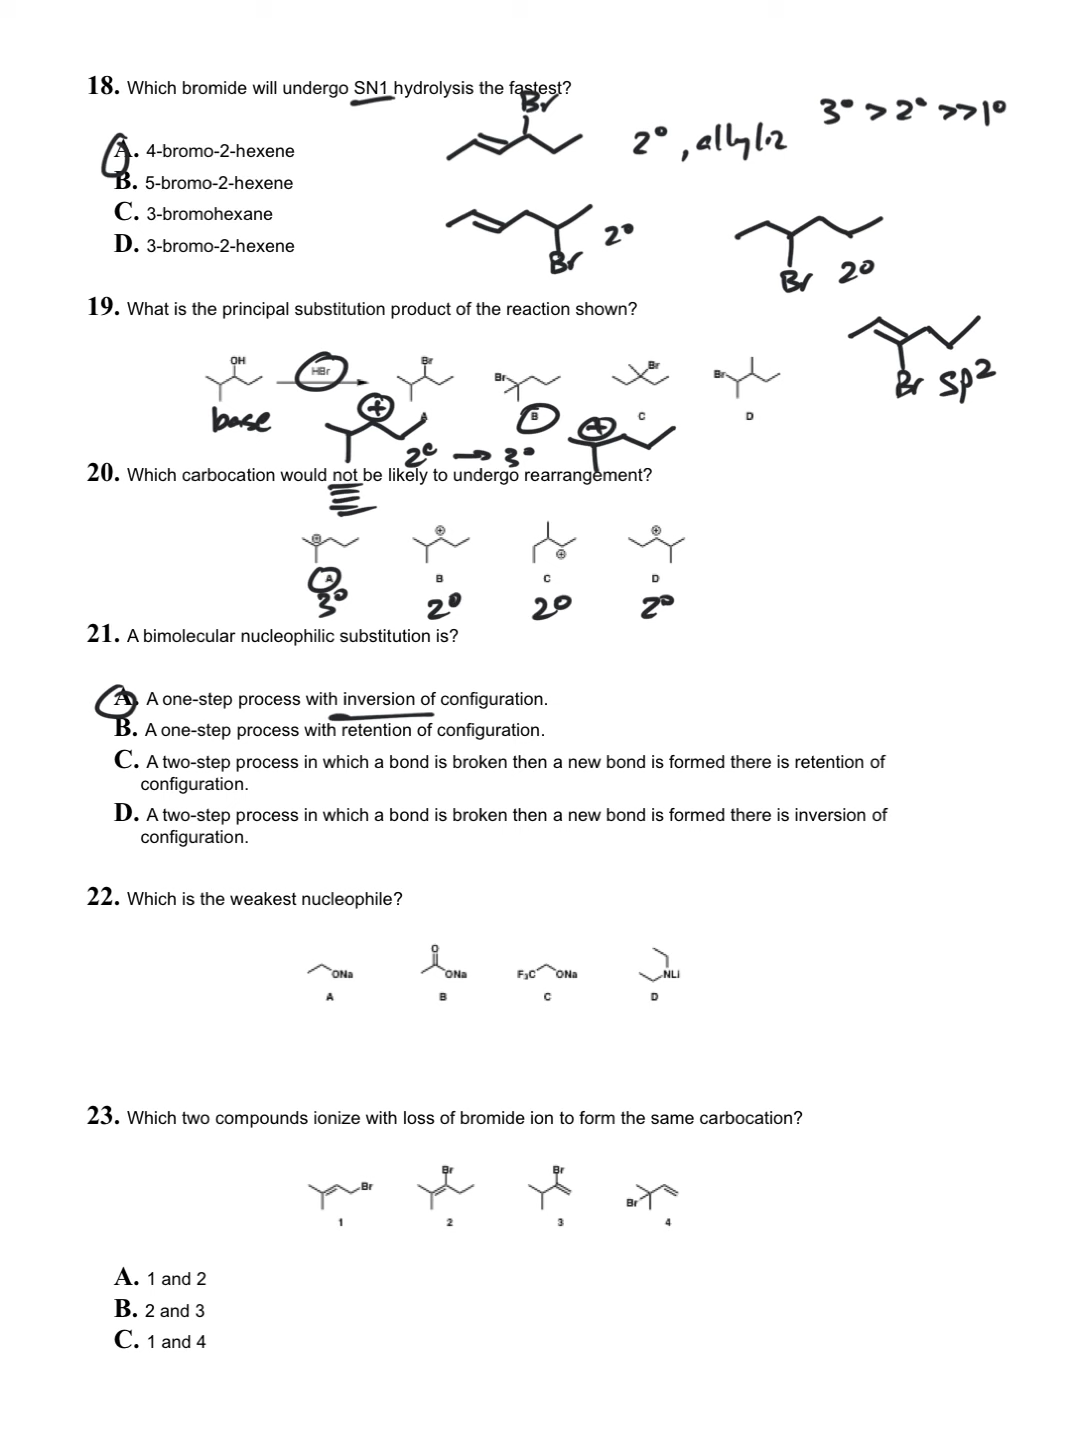 18. Which bromide will undergo SN1 hydrolysis the fastest?
Br
3° > 2° >> 1°
2°, allylic
A. 4-bromo-2-hexene
B. 5-bromo-2-hexene
C. 3-bromohexane
D. 3-bromo-2-hexene
Br 2°
Br 2°
19. What is the principal substitution product of the reaction shown?
OH HBr Br Br Br Br
A B C D
base
Br sp2
⊕ ⊕
2° → 3°
20. Which carbocation would not be likely to undergo rearrangement?
⊕ ⊕ ⊕ ⊕
A B C D
3° 2° 2° 2°
21. A bimolecular nucleophilic substitution is?
A. A one-step process with inversion of configuration.
B. A one-step process with retention of configuration.
C. A two-step process in which a bond is broken then a new bond is formed there is retention of
configuration.
D. A two-step process in which a bond is broken then a new bond is formed there is inversion of
configuration.
22. Which is the weakest nucleophile?
O
ONa ONa F₃C ONa NLi
A B C D
23. Which two compounds ionize with loss of bromide ion to form the same carbocation?
Br Br Br Br
1 2 3 4
A. 1 and 2
B. 2 and 3
C. 1 and 4